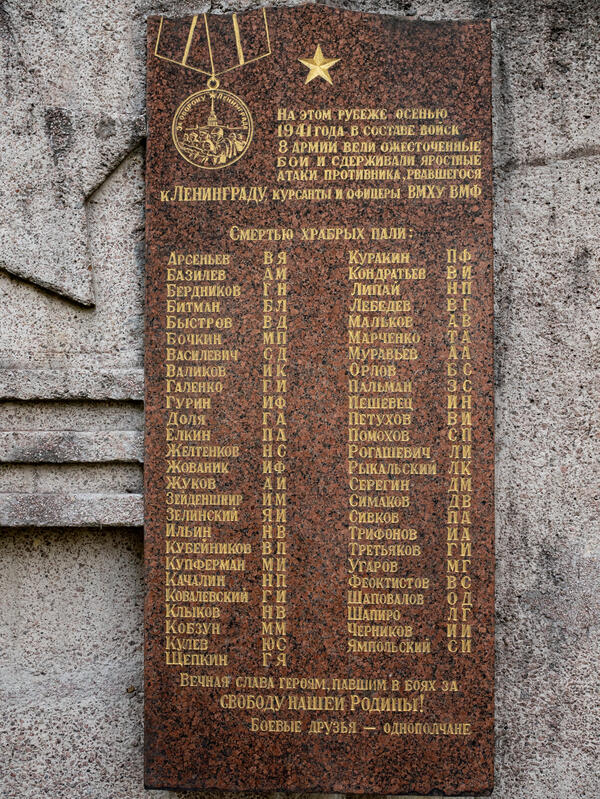 За оборону Ленинграда
На этом рубеже осенью
1941 года в составе войск
8 армии вели ожесточенные
бои и сдерживали яростные
атаки противника, рвавшегося
к Ленинграду, курсанты и офицеры ВМХУ ВМФ
Смертью храбрых пали:
Арсеньев В Я
Базилев А М
Бердников Г Н
Битман Б Л
Быстров В Д
Бочкин М П
Василевич С Д
Валиков И К
Галенко Г И
Гурин И Ф
Доля Г А
Елкин П А
Желтенков Н С
Жованик И Ф
Жуков А И
Зейденшнир И М
Зелинский Я И
Ильин Н В
Кубейников В П
Купферман М И
Качалин Н П
Ковалевский Г И
Клыков Н В
Кобзун М М
Кулев Ю С
Щепкин Г Я
Куракин П Ф
Кондратьев В И
Липай Н П
Лебедев В Г
Мальков А В
Марченко Т А
Муравьев А А
Орлов Б С
Пальман З С
Пешевец И Н
Петухов В И
Помохов С П
Рогашевич Л И
Рыкальский Л К
Серегин Д М
Симаков Д В
Сивков П А
Трифонов И А
Третьяков Г И
Угаров М Г
Феоктистов В С
Шаповалов О Д
Шапиро Л Г
Черников И И
Ямпольский С И
Вечная слава героям, павшим в боях за
свободу нашей Родины!
Боевые друзья — однополчане